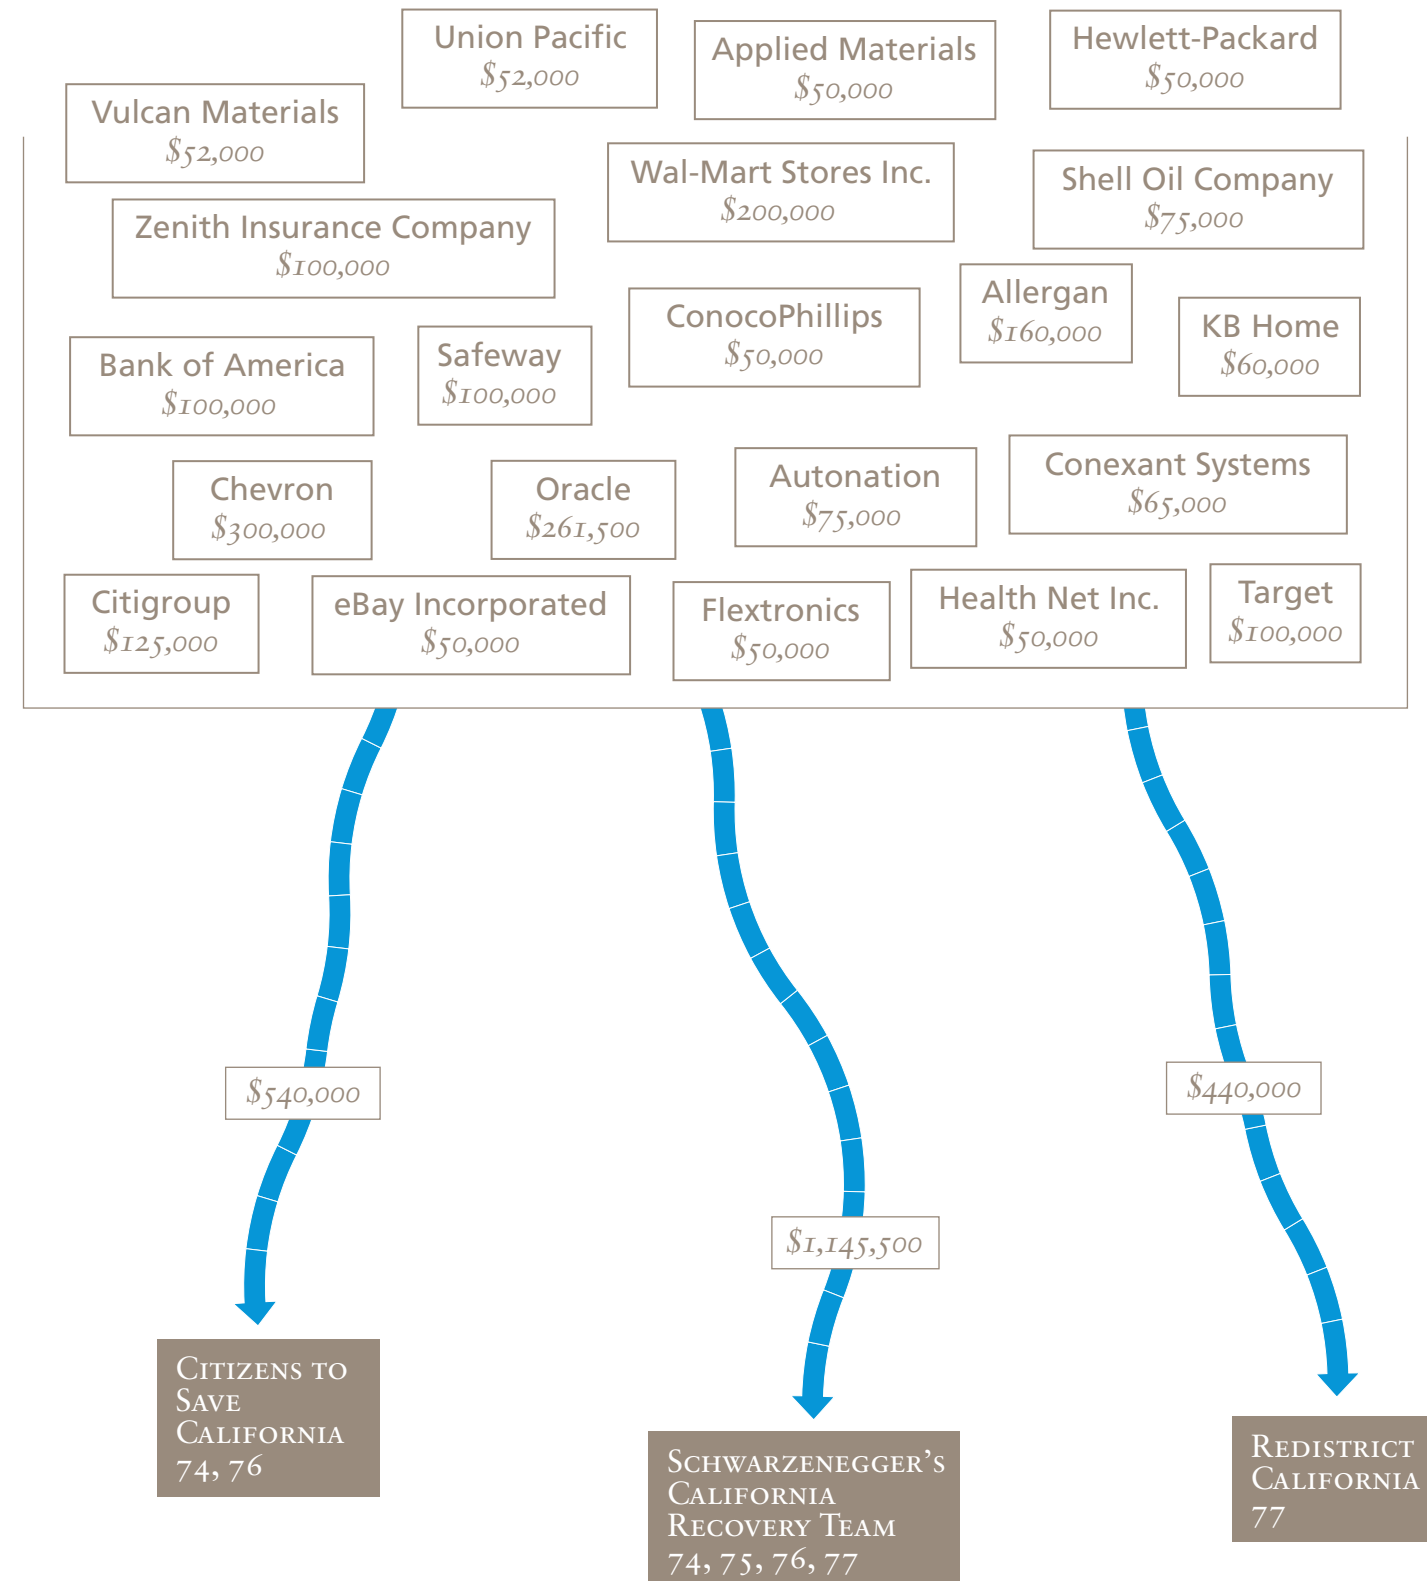 Union Pacific
$52,000
Applied Materials
$50,000
Hewlett-Packard
$50,000
Vulcan Materials
$52,000
Wal-Mart Stores Inc.
$200,000
Shell Oil Company
$75,000
Zenith Insurance Company
$100,000
ConocoPhillips
$50,000
Allergan
$160,000
KB Home
$60,000
Bank of America
$100,000
Safeway
$100,000
Chevron
$300,000
Oracle
$261,500
Autonation
$75,000
Conexant Systems
$65,000
Citigroup
$125,000
eBay Incorporated
$50,000
Flextronics
$50,000
Health Net Inc.
$50,000
Target
$100,000
$540,000
$1,145,500
$440,000
Citizens to
Save
California
74, 76
Schwarzenegger’s
California
Recovery Team
74, 75, 76, 77
Redistrict
California
77